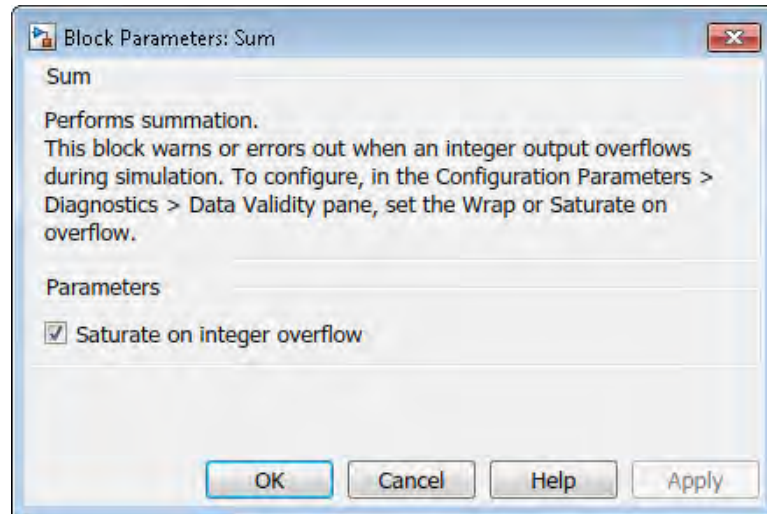 Block Parameters: Sum
Sum
Performs summation.
This block warns or errors out when an integer output overflows
during simulation. To configure, in the Configuration Parameters >
Diagnostics > Data Validity pane, set the Wrap or Saturate on
overflow.
Parameters
Saturate on integer overflow
OK Cancel Help Apply